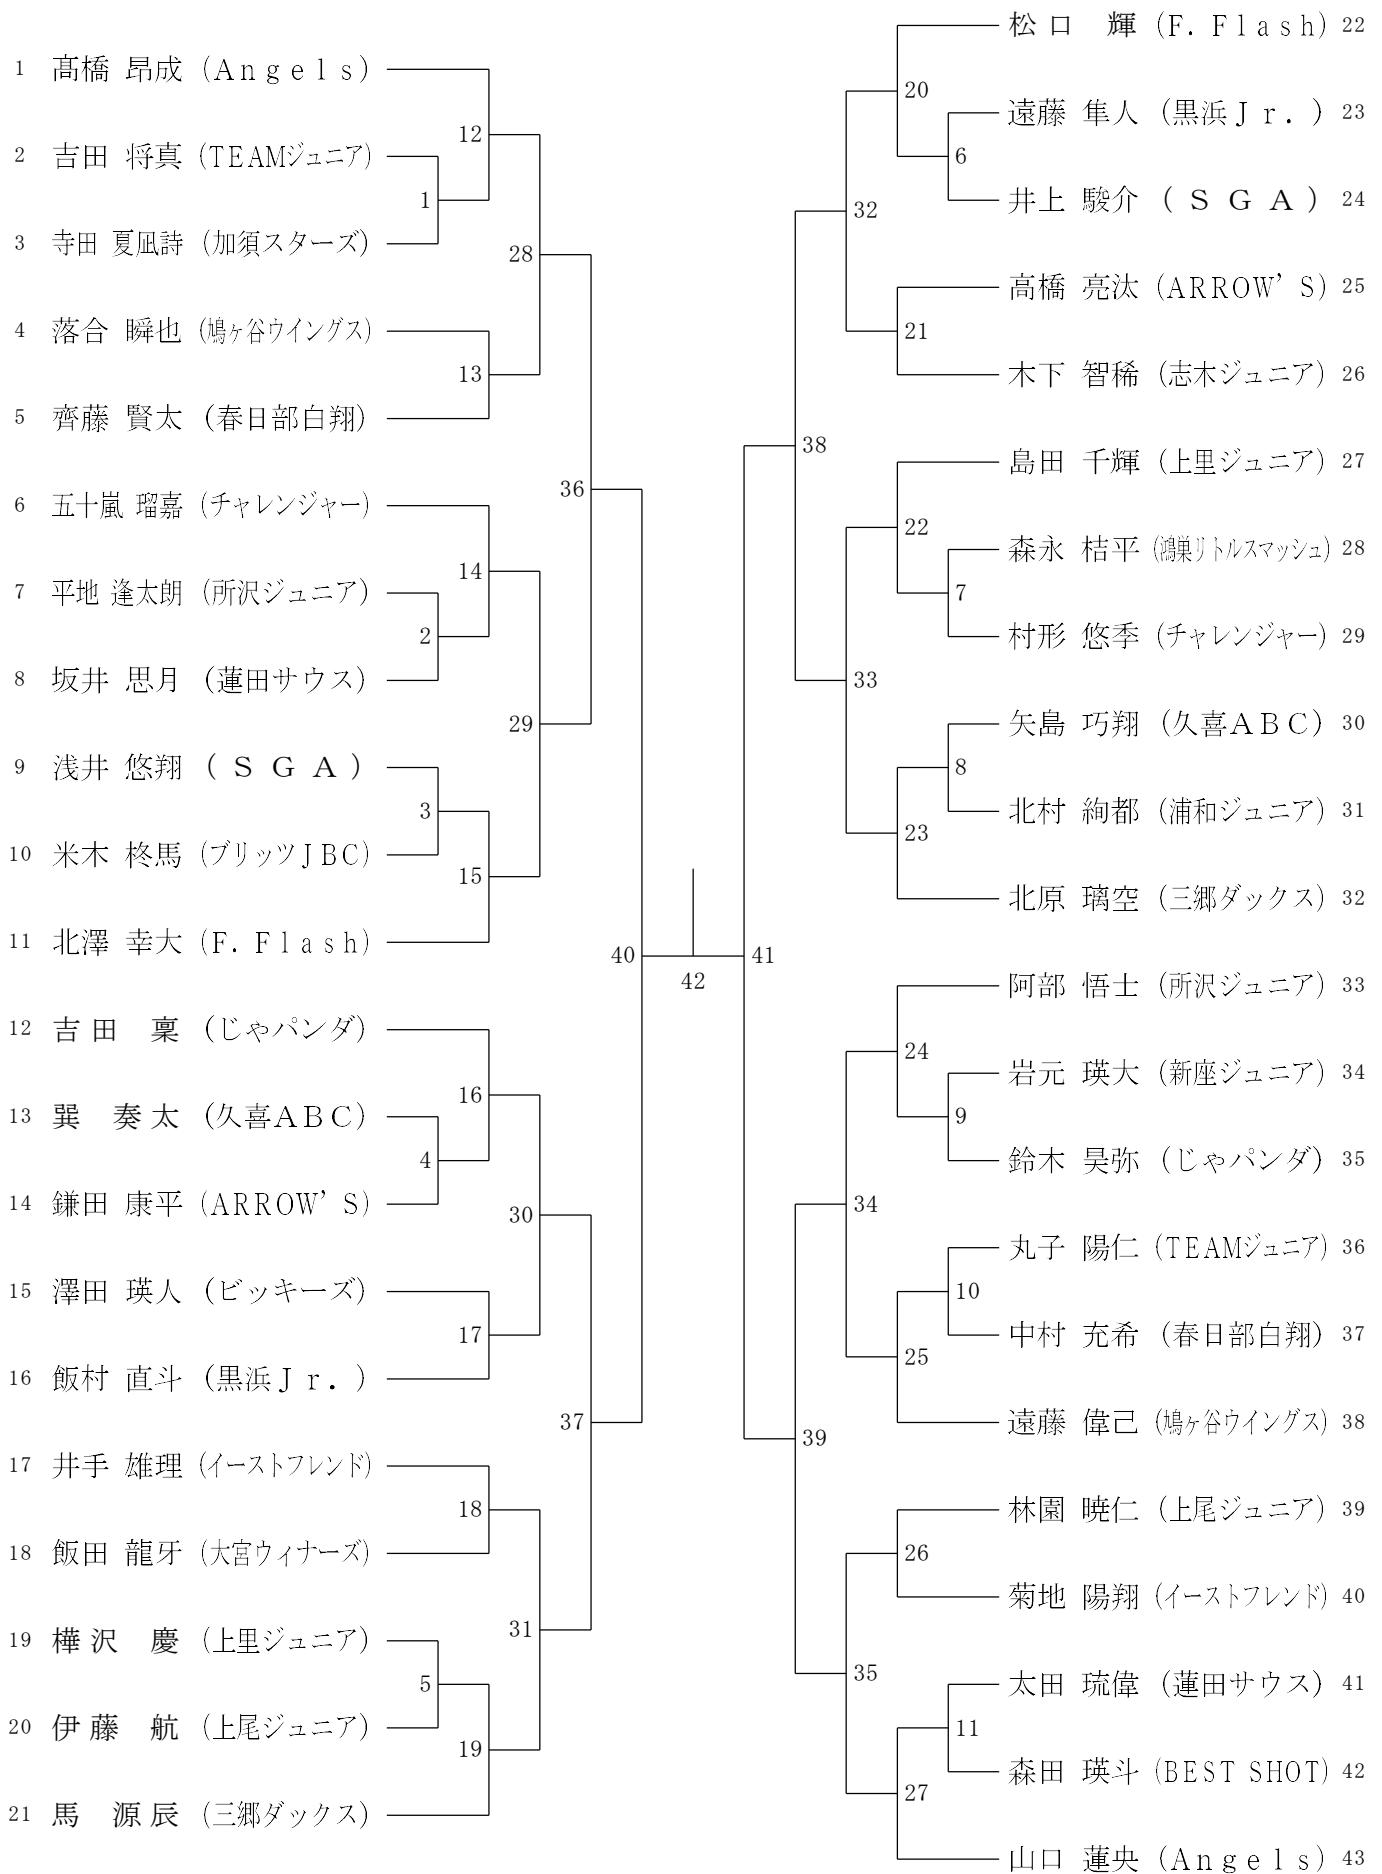 1 髙橋 昂成 (Angels)
2 吉田 将真 (TEAMジュニア)
3 寺田 夏凪詩 (加須スターズ)
4 落合 瞬也 (鳩ヶ谷ウイングス)
5 齊藤 賢太 (春日部白翔)
6 五十嵐 瑠嘉 (チャレンジャー)
7 平地 逢太朗 (所沢ジュニア)
8 坂井 思月 (蓮田サウス)
9 浅井 悠翔 (SGA)
10 米木 柊馬 (ブリッツJBC)
11 北澤 幸大 (F.Flash)
12 吉田 稟 (じゃパンダ)
13 巽 奏太 (久喜ABC)
14 鎌田 康平 (ARROW'S)
15 澤田 瑛人 (ビッキーズ)
16 飯村 直斗 (黒浜Jr.)
17 井手 雄理 (イーストフレンド)
18 飯田 龍牙 (大宮ウィナーズ)
19 樺沢 慶 (上里ジュニア)
20 伊藤 航 (上尾ジュニア)
21 馬 源辰 (三郷ダックス)
12
1
28
13
36
14
2
29
3
15
40
16
4
30
17
37
18
31
5
19
42
41
20
6
32
21
38
22
7
33
8
23
24
9
34
10
25
39
26
35
11
27
松口 輝 (F.Flash) 22
遠藤 隼人 (黒浜Jr.) 23
井上 駿介 (SGA) 24
高橋 亮汰 (ARROW'S) 25
木下 智稀 (志木ジュニア) 26
島田 千輝 (上里ジュニア) 27
森永 桔平 (鴻巣リトルスマッシュ) 28
村形 悠季 (チャレンジャー) 29
矢島 巧翔 (久喜ABC) 30
北村 絢都 (浦和ジュニア) 31
北原 璃空 (三郷ダックス) 32
阿部 悟士 (所沢ジュニア) 33
岩元 瑛大 (新座ジュニア) 34
鈴木 昊弥 (じゃパンダ) 35
丸子 陽仁 (TEAMジュニア) 36
中村 充希 (春日部白翔) 37
遠藤 偉己 (鳩ヶ谷ウイングス) 38
林園 暁仁 (上尾ジュニア) 39
菊地 陽翔 (イーストフレンド) 40
太田 琉偉 (蓮田サウス) 41
森田 瑛斗 (BEST SHOT) 42
山口 蓮央 (Angels) 43